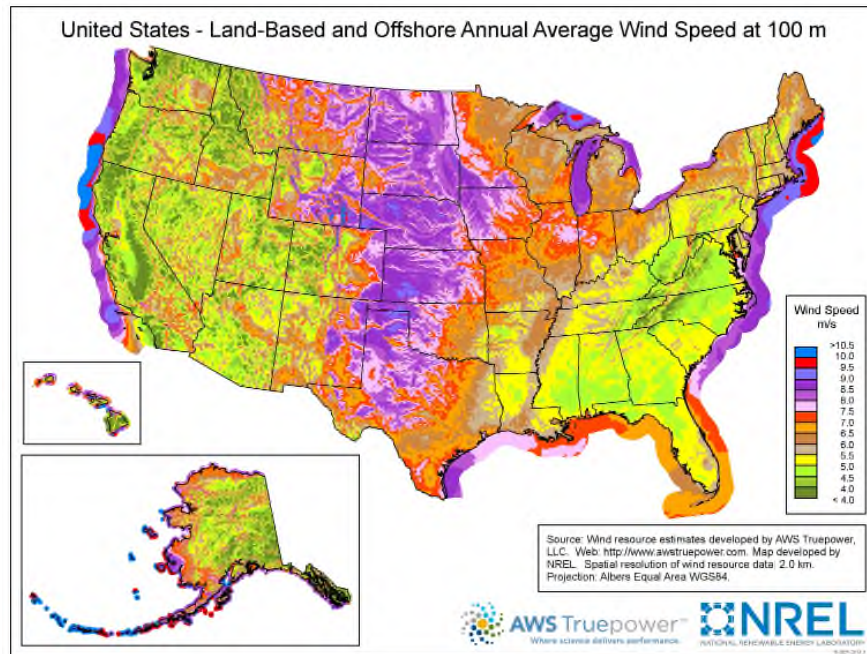 United States - Land-Based and Offshore Annual Average Wind Speed at 100 m
Wind Speed
m/s
>10.5
10.0
9.5
9.0
8.5
8.0
7.5
7.0
6.5
6.0
5.5
5.0
4.5
4.0
< 4.0
Source: Wind resource estimates developed by AWS Truepower,
LLC. Web: http://www.awstruepower.com. Map developed by
NREL. Spatial resolution of wind resource data: 2.0 km.
Projection: Albers Equal Area WGS84.
AWS Truepower™
Where science delivers performance.
NREL
NATIONAL RENEWABLE ENERGY LABORATORY